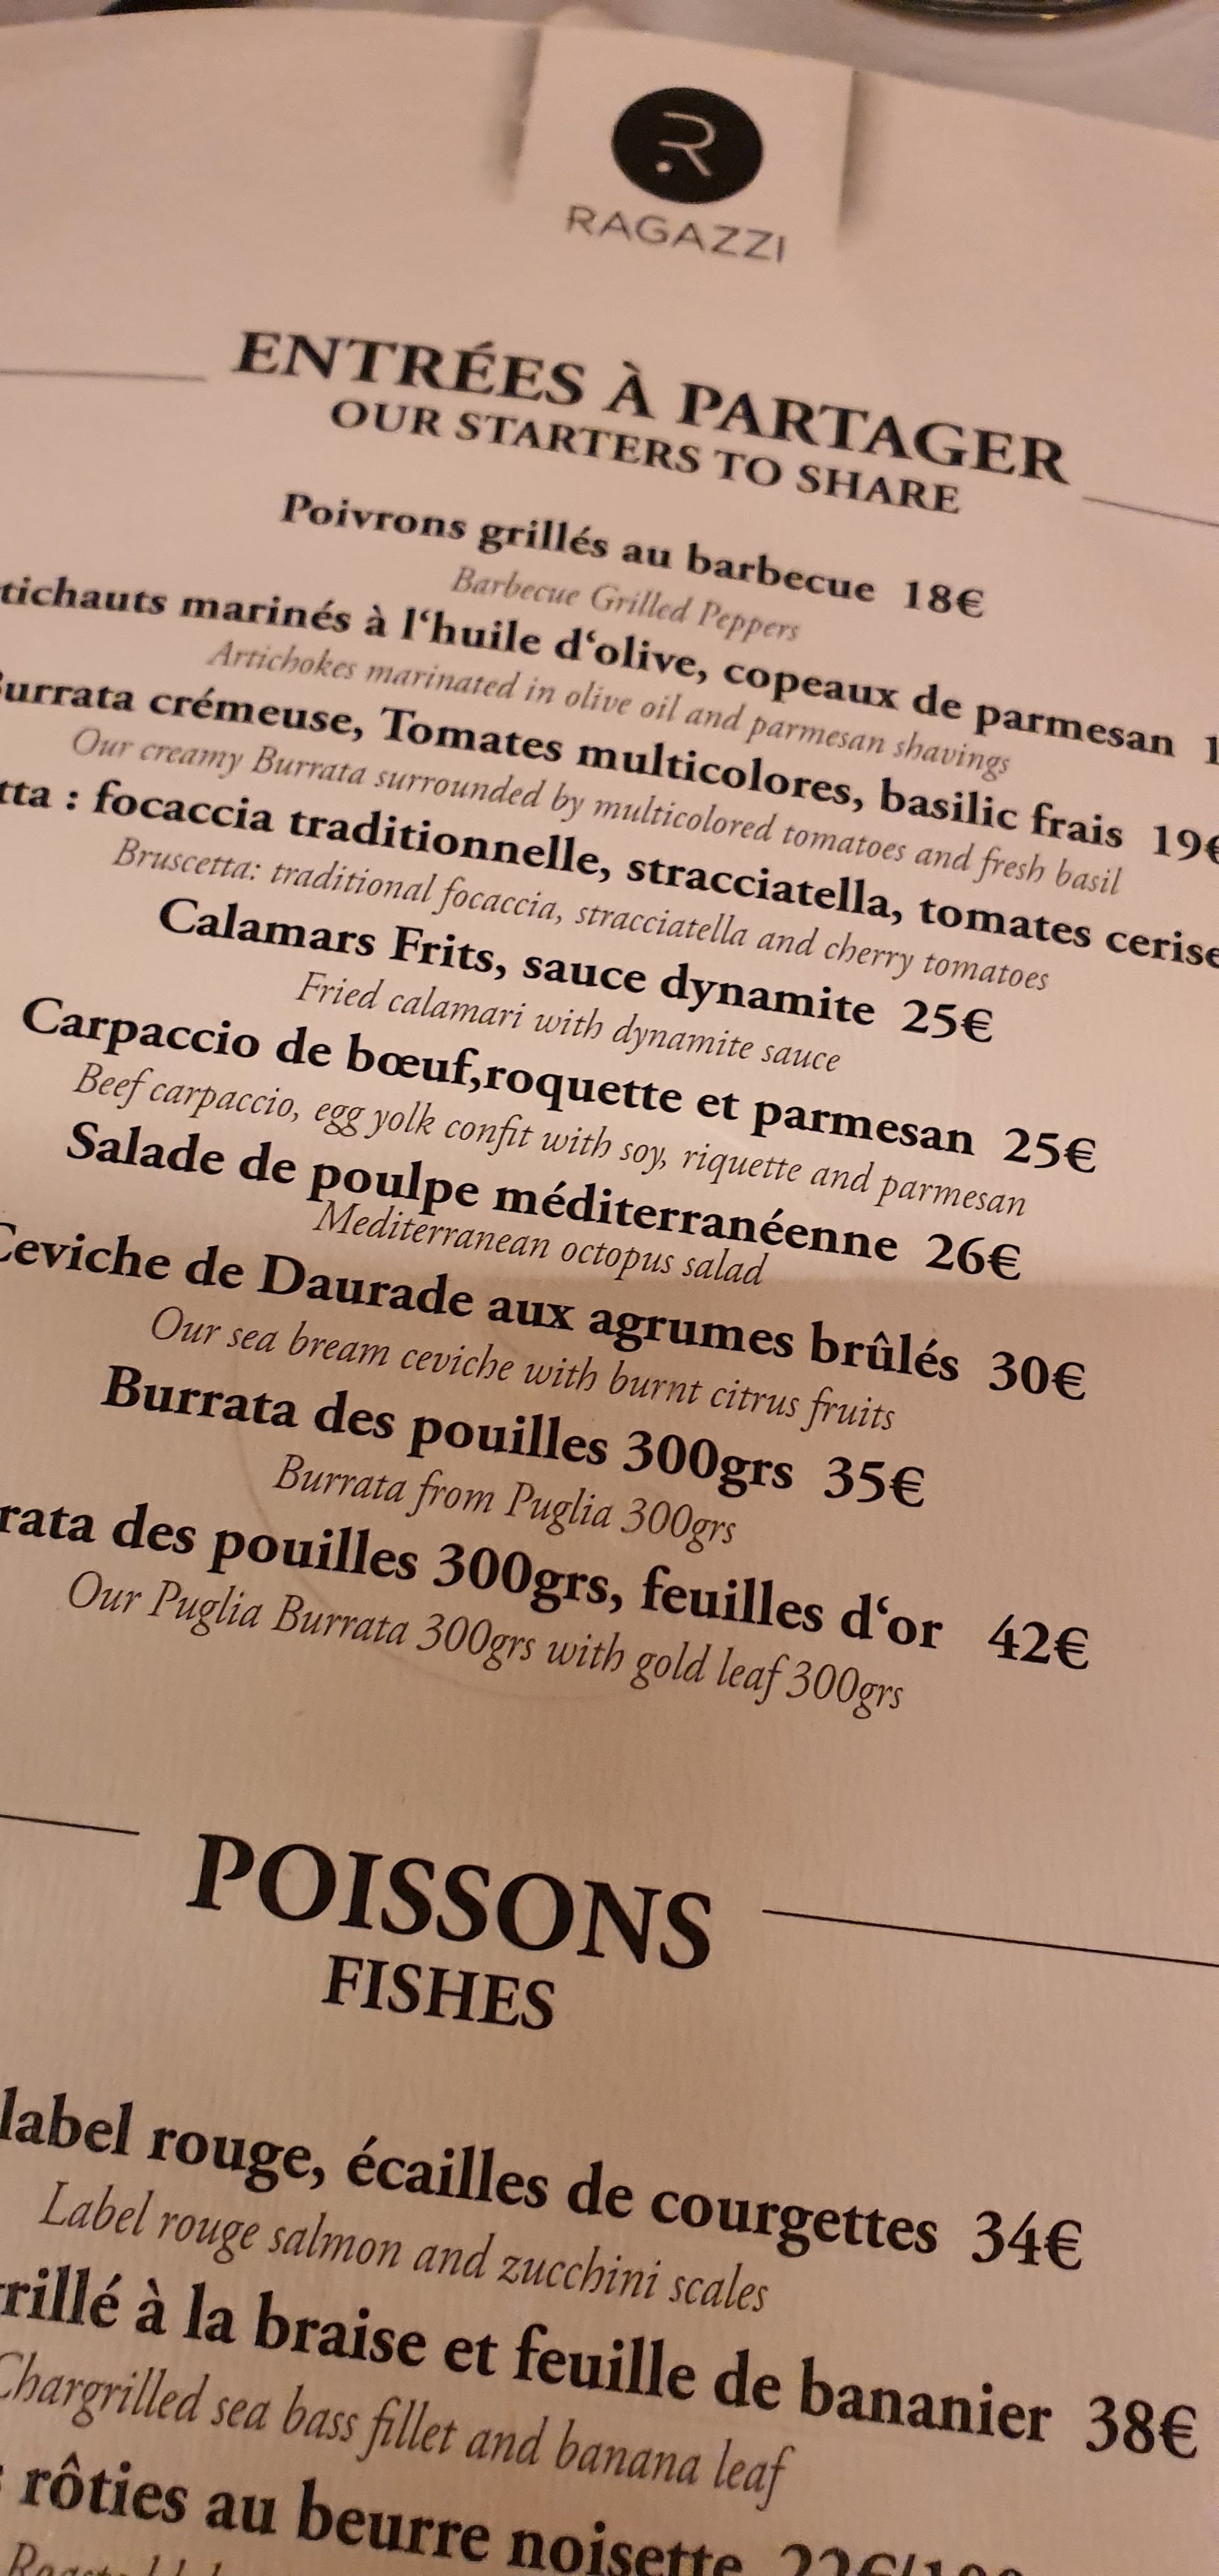 R
RAGAZZI
ENTRÉES À PARTAGER
OUR STARTERS TO SHARE
Poivrons grillés au barbecue 18€
Barbecue Grilled Peppers
tichauts marinés à l‘huile d‘olive, copeaux de parmesan 1
Artichokes marinated in olive oil and parmesan shavings
urrata crémeuse, Tomates multicolores, basilic frais 19€
Our creamy Burrata surrounded by multicolored tomatoes and fresh basil
tta : focaccia traditionnelle, stracciatella, tomates cerise
Bruscetta: traditional focaccia, stracciatella and cherry tomatoes
Calamars Frits, sauce dynamite 25€
Fried calamari with dynamite sauce
Carpaccio de bœuf,roquette et parmesan 25€
Beef carpaccio, egg yolk confit with soy, riquette and parmesan
Salade de poulpe méditerranéenne 26€
Mediterranean octopus salad
Ceviche de Daurade aux agrumes brûlés 30€
Our sea bream ceviche with burnt citrus fruits
Burrata des pouilles 300grs 35€
Burrata from Puglia 300grs
rata des pouilles 300grs, feuilles d‘or 42€
Our Puglia Burrata 300grs with gold leaf 300grs
POISSONS
FISHES
label rouge, écailles de courgettes 34€
Label rouge salmon and zucchini scales
rillé à la braise et feuille de bananier 38€
Chargrilled sea bass fillet and banana leaf
rôties au beurre noisette